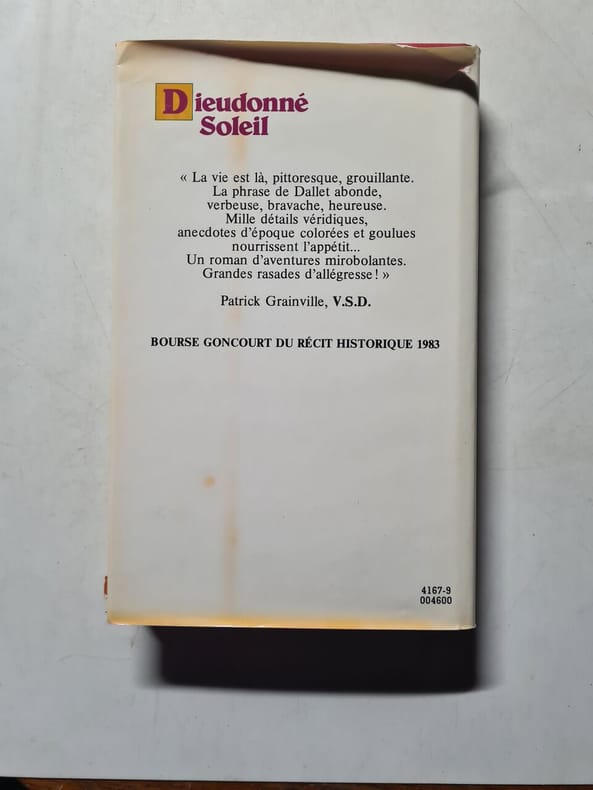 Dieudonné
Soleil
« La vie est là, pittoresque, grouillante.
La phrase de Dallet abonde,
verbeuse, bravache, heureuse.
Mille détails véridiques,
anecdotes d'époque colorées et goulues
nourrissent l'appétit...
Un roman d'aventures mirobolantes.
Grandes rasades d'allégresse ! »
Patrick Grainville, V.S.D.
BOURSE GONCOURT DU RÉCIT HISTORIQUE 1983
4167-9
004600